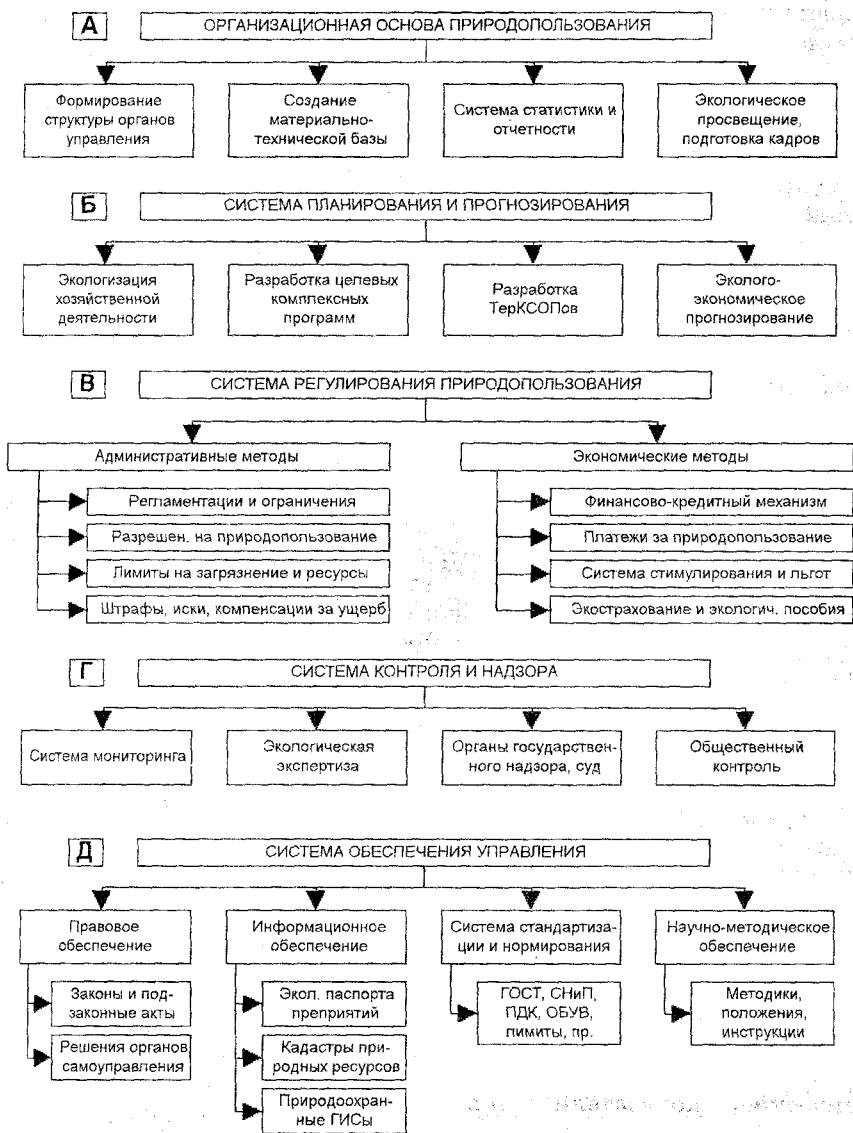 А ОРГАНИЗАЦИОННАЯ ОСНОВА ПРИРОДОПОЛЬЗОВАНИЯ
Формирование
структуры органов
управления
Создание
материально-
технической базы
Система статистики и
отчетности
Экологическое
просвещение,
подготовка кадров
Б СИСТЕМА ПЛАНИРОВАНИЯ И ПРОГНОЗИРОВАНИЯ
Экологизация
хозяйственной
деятельности
Разработка целевых
комплексных
программ
Разработка
ТерКСОПов
Эколого-
экономическое
прогнозирование
В СИСТЕМА РЕГУЛИРОВАНИЯ ПРИРОДОПОЛЬЗОВАНИЯ
Административные методы
Регламентации и ограничения
Разрешен. на природопользование
Лимиты на загрязнение и ресурсы
Штрафы, иски, компенсации за ущерб
Экономические методы
Финансово-кредитный механизм
Платежи за природопользование
Система стимулирования и льгот
Экострахование и экологич. пособия
Г СИСТЕМА КОНТРОЛЯ И НАДЗОРА
Система мониторинга
Экологическая
экспертиза
Органы государствен-
ного надзора, суд
Общественный
контроль
Д СИСТЕМА ОБЕСПЕЧЕНИЯ УПРАВЛЕНИЯ
Правовое
обеспечение
Законы и под-
законные акты
Решения органов
самоуправления
Информационное
обеспечение
Экол. паспорта
преприятий
Кадастры при-
родных ресурсов
Природоохран-
ные ГИСы
Система стандартиза-
ции и нормирования
ГОСТ, СНиП,
ПДК, ОБУВ,
лимиты, пр.
Научно-методическое
обеспечение
Методики,
положения,
инструкции